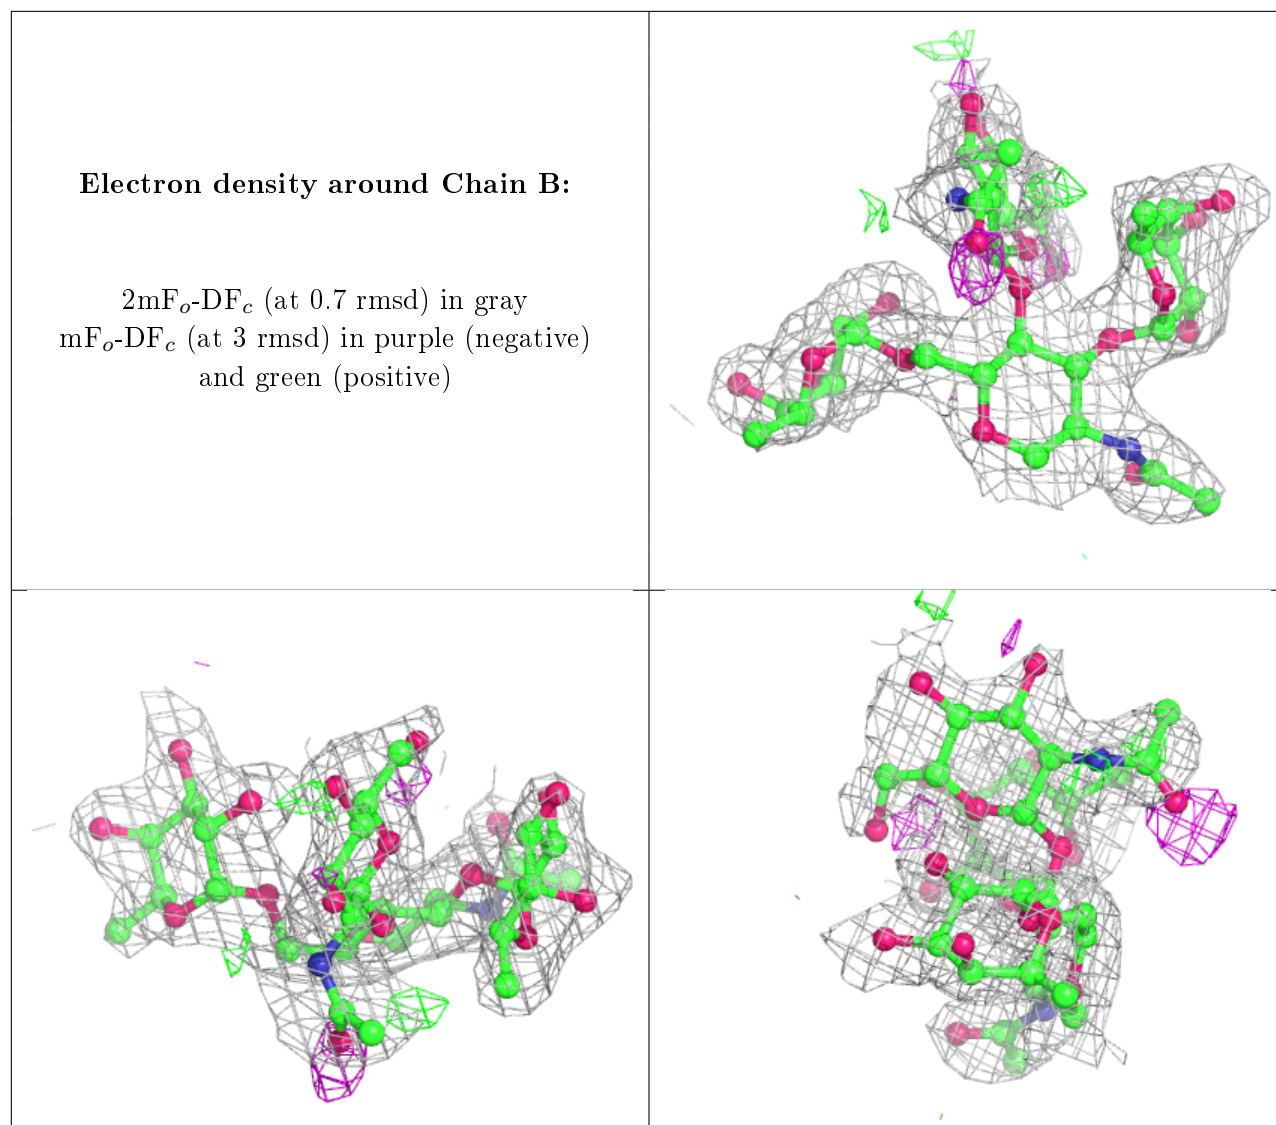 Electron density around Chain B:
2mFₒ-DF𝒸 (at 0.7 rmsd) in gray
mFₒ-DF𝒸 (at 3 rmsd) in purple (negative)
and green (positive)